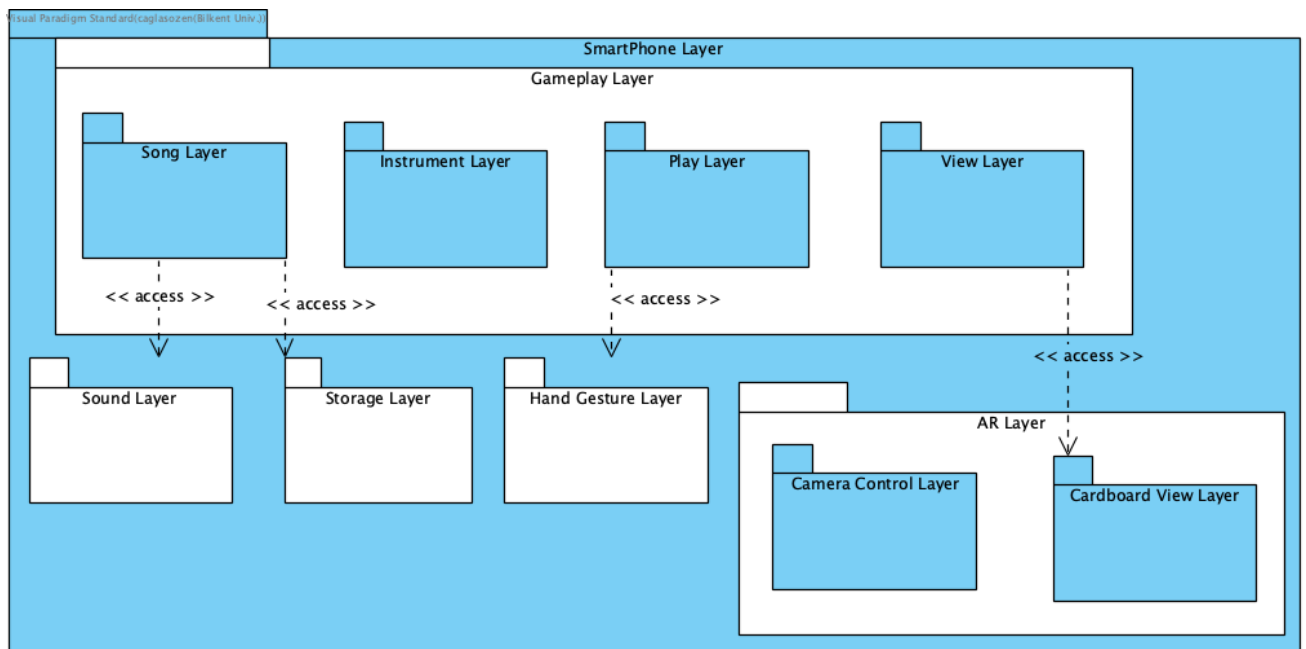 Visual Paradigm Standard(caglasozen(Bilkent Univ.))
SmartPhone Layer
Gameplay Layer
Song Layer
Instrument Layer
Play Layer
View Layer
<< access >>
<< access >>
<< access >>
<< access >>
Sound Layer
Storage Layer
Hand Gesture Layer
AR Layer
Camera Control Layer
Cardboard View Layer